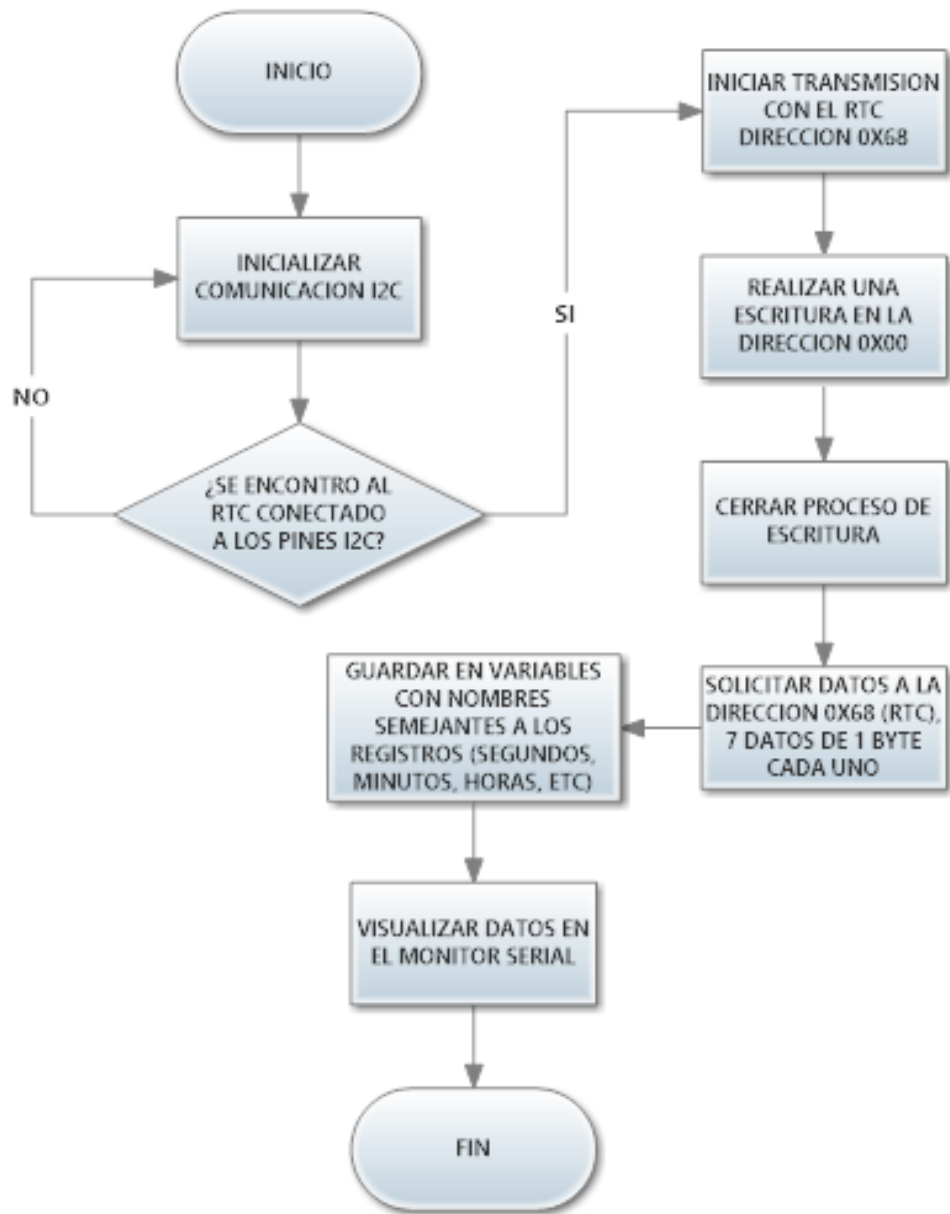 INICIO
INICIALIZAR
COMUNICACION I2C
NO
¿SE ENCONTRO AL
RTC CONECTADO
A LOS PINES I2C?
SI
INICIAR TRANSMISION
CON EL RTC
DIRECCION 0X68
REALIZAR UNA
ESCRITURA EN LA
DIRECCION 0X00
CERRAR PROCESO DE
ESCRITURA
SOLICITAR DATOS A LA
DIRECCION 0X68 (RTC),
7 DATOS DE 1 BYTE
CADA UNO
GUARDAR EN VARIABLES
CON NOMBRES
SEMEJANTES A LOS
REGISTROS (SEGUNDOS,
MINUTOS, HORAS, ETC)
VISUALIZAR DATOS EN
EL MONITOR SERIAL
FIN